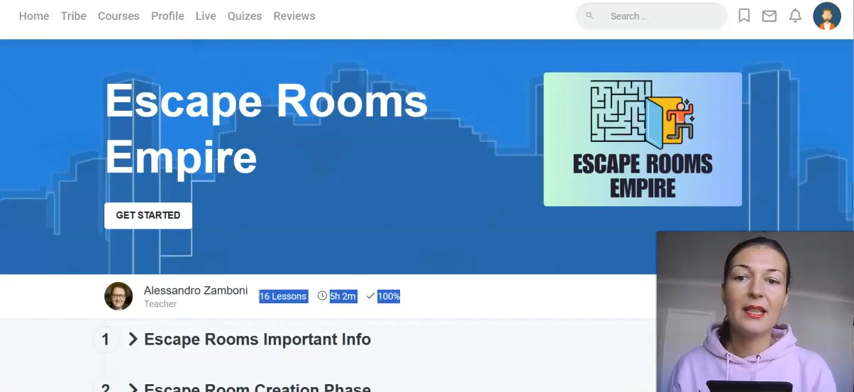 Home Tribe Courses Profile Live Quizes Reviews
Search ...
Escape Rooms
Empire
GET STARTED
ESCAPE ROOMS
EMPIRE
Alessandro Zamboni
Teacher
16 Lessons 5h 2m 100%
1 Escape Rooms Important Info
2 Escape Room Creation Phase